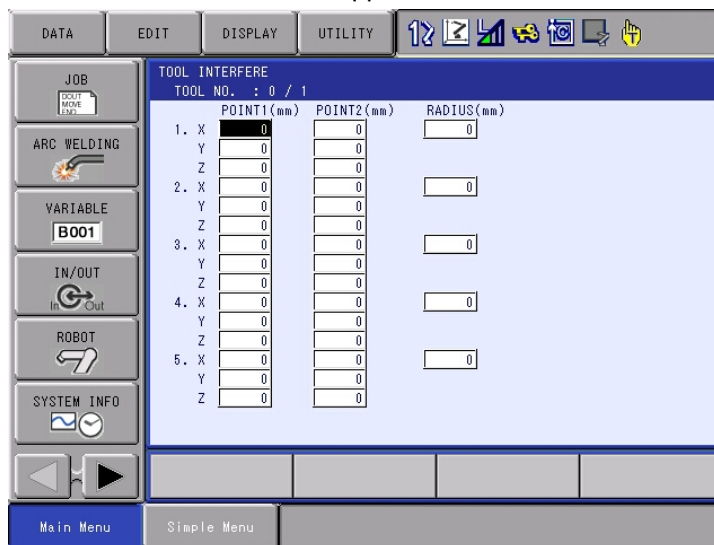 DATA EDIT DISPLAY UTILITY
JOB
DOUT
MOVE
END
ARC WELDING
VARIABLE
B001
IN/OUT
In Out
ROBOT
SYSTEM INFO
TOOL INTERFERE
TOOL NO. : 0 / 1
POINT1(mm) POINT2(mm) RADIUS(mm)
1. X 0 0 0
Y 0 0
Z 0 0
2. X 0 0 0
Y 0 0
Z 0 0
3. X 0 0 0
Y 0 0
Z 0 0
4. X 0 0 0
Y 0 0
Z 0 0
5. X 0 0 0
Y 0 0
Z 0 0
Main Menu Simple Menu